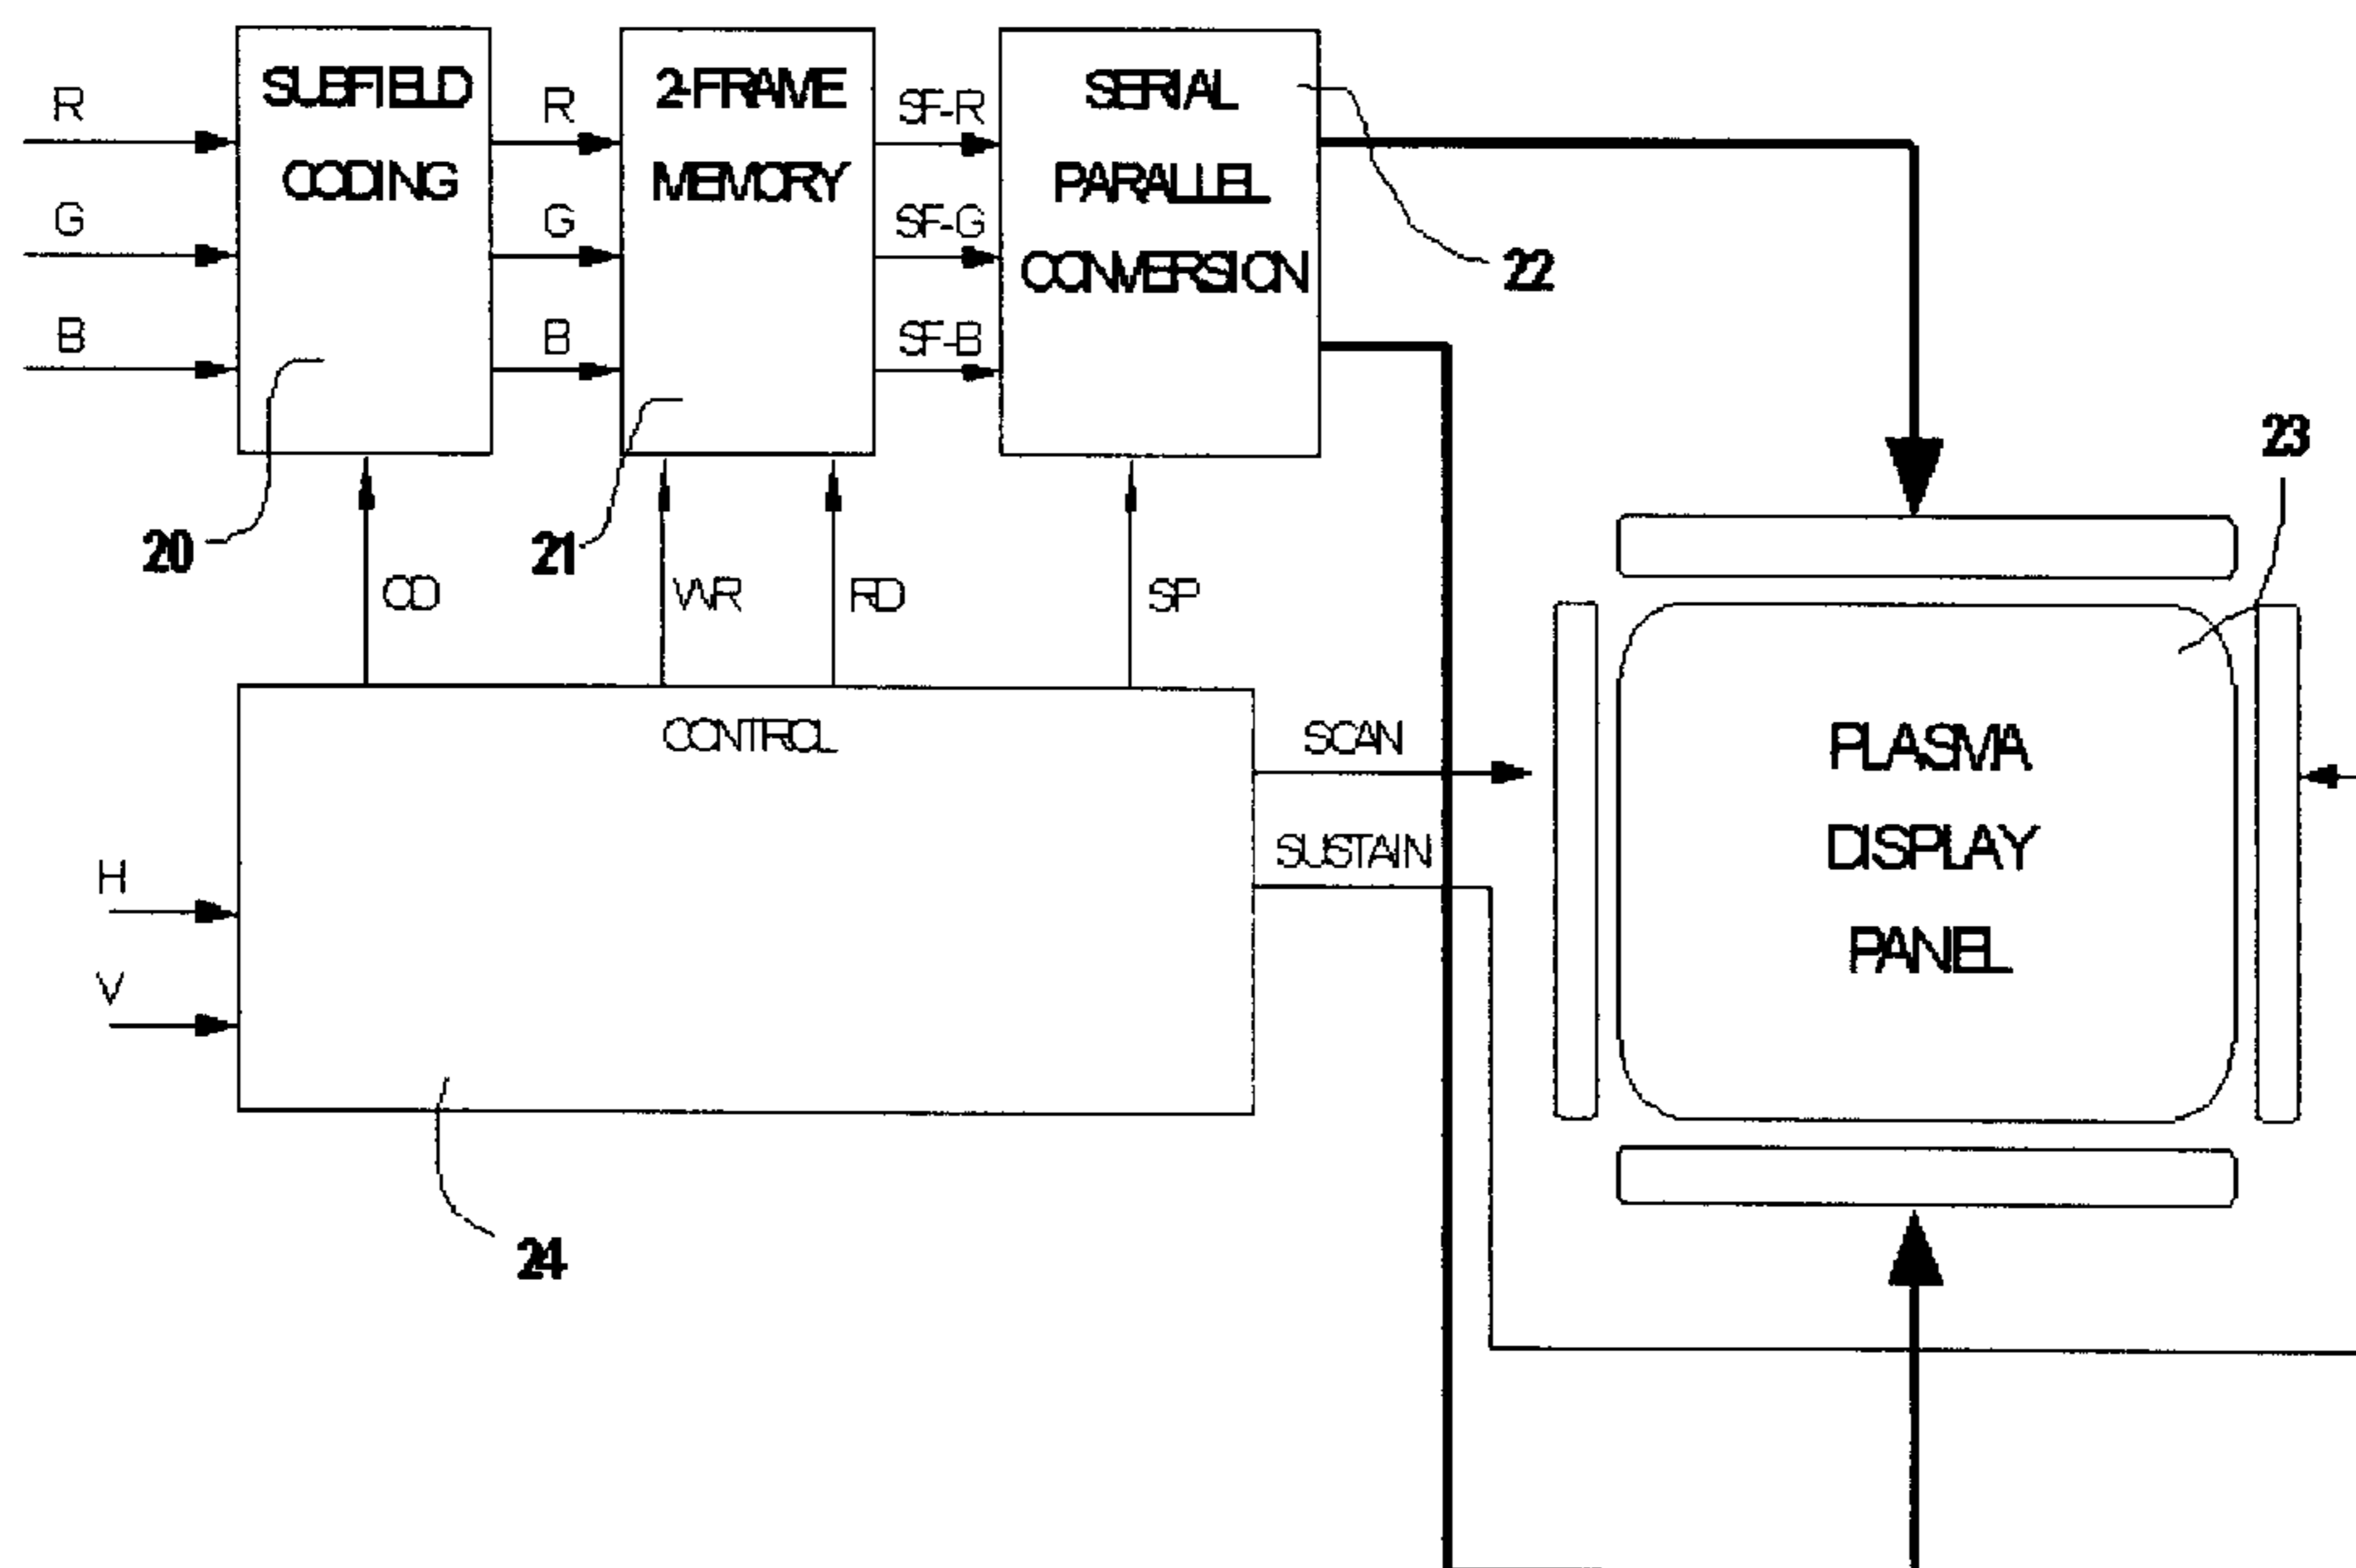 SUBFIELD
CODING
2-FRAME
MEMORY
SERIAL
PARALLEL
CONVERSION
R
R
SF-R
G
G
SF-G
B
B
SF-B
22
23
20
21
CD
WR
RD
SP
CONTROL
SCAN
SUSTAIN
H
V
PLASMA
DISPLAY
PANEL
24